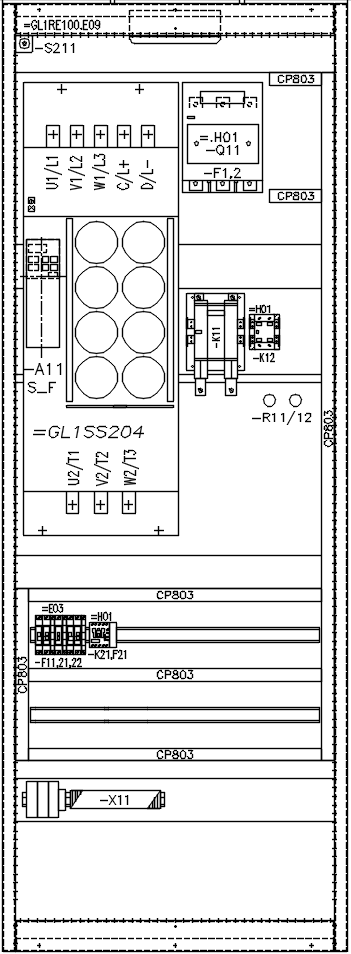 =GL1RE100.E09
-S211
CP803
U1/L1
V1/L2
W1/L3
C/L+
D/L-
=.H01
-Q11
-F1,2
CP803
-A11
S_F
-K11
=H01
-K12
-R11/12
CP803
=GL1SS204
U2/T1
V2/T2
W2/T3
CP803
=E03
=H01
-F11,21,22
-K21,F21
CP803
CP803
CP803
-X11